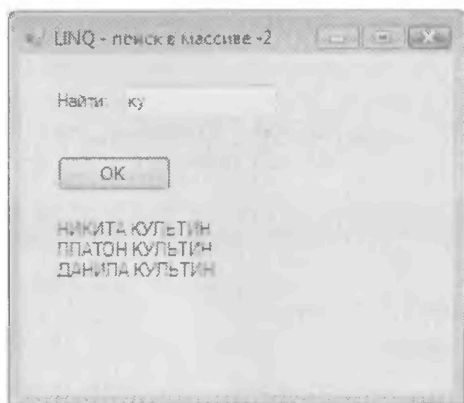 LINQ - поиск в массиве -2
Найти: ку
OK
НИКИТА КУЛЬТИН
ПЛАТОН КУЛЬТИН
ДАНИЛА КУЛЬТИН